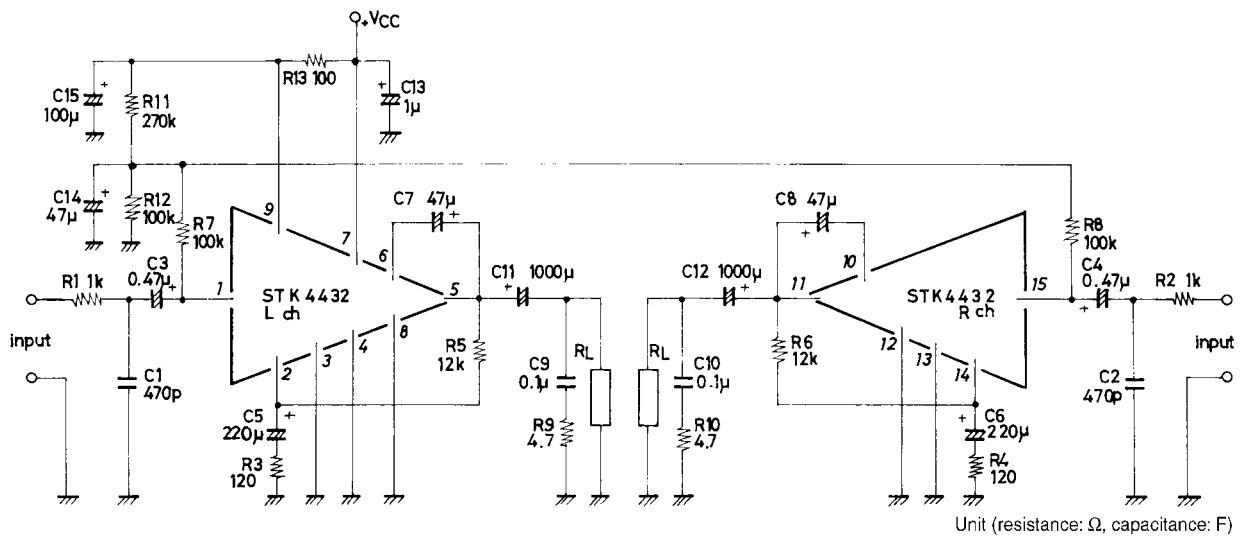 +VCC
R13 100
C15
100µ
R11
270k
C13
1µ
C14
47µ
R12
100k
R7
100k
9
7
6
C7 47µ
C8 47µ
10
R8
100k
R1 1k
C3
0.47µ
1
STK4432
L ch
5
C11 1000µ
C12 1000µ
11
STK4432
R ch
15
C4
0.47µ
R2 1k
input
C1
470p
2
3
4
8
R5
12k
C9
0.1µ
RL
RL
C10
0.1µ
R6
12k
12
13
14
C2
470p
input
C5
220µ
R3
120
R9
4.7
R10
4.7
C6
220µ
R4
120
Unit (resistance: Ω, capacitance: F)